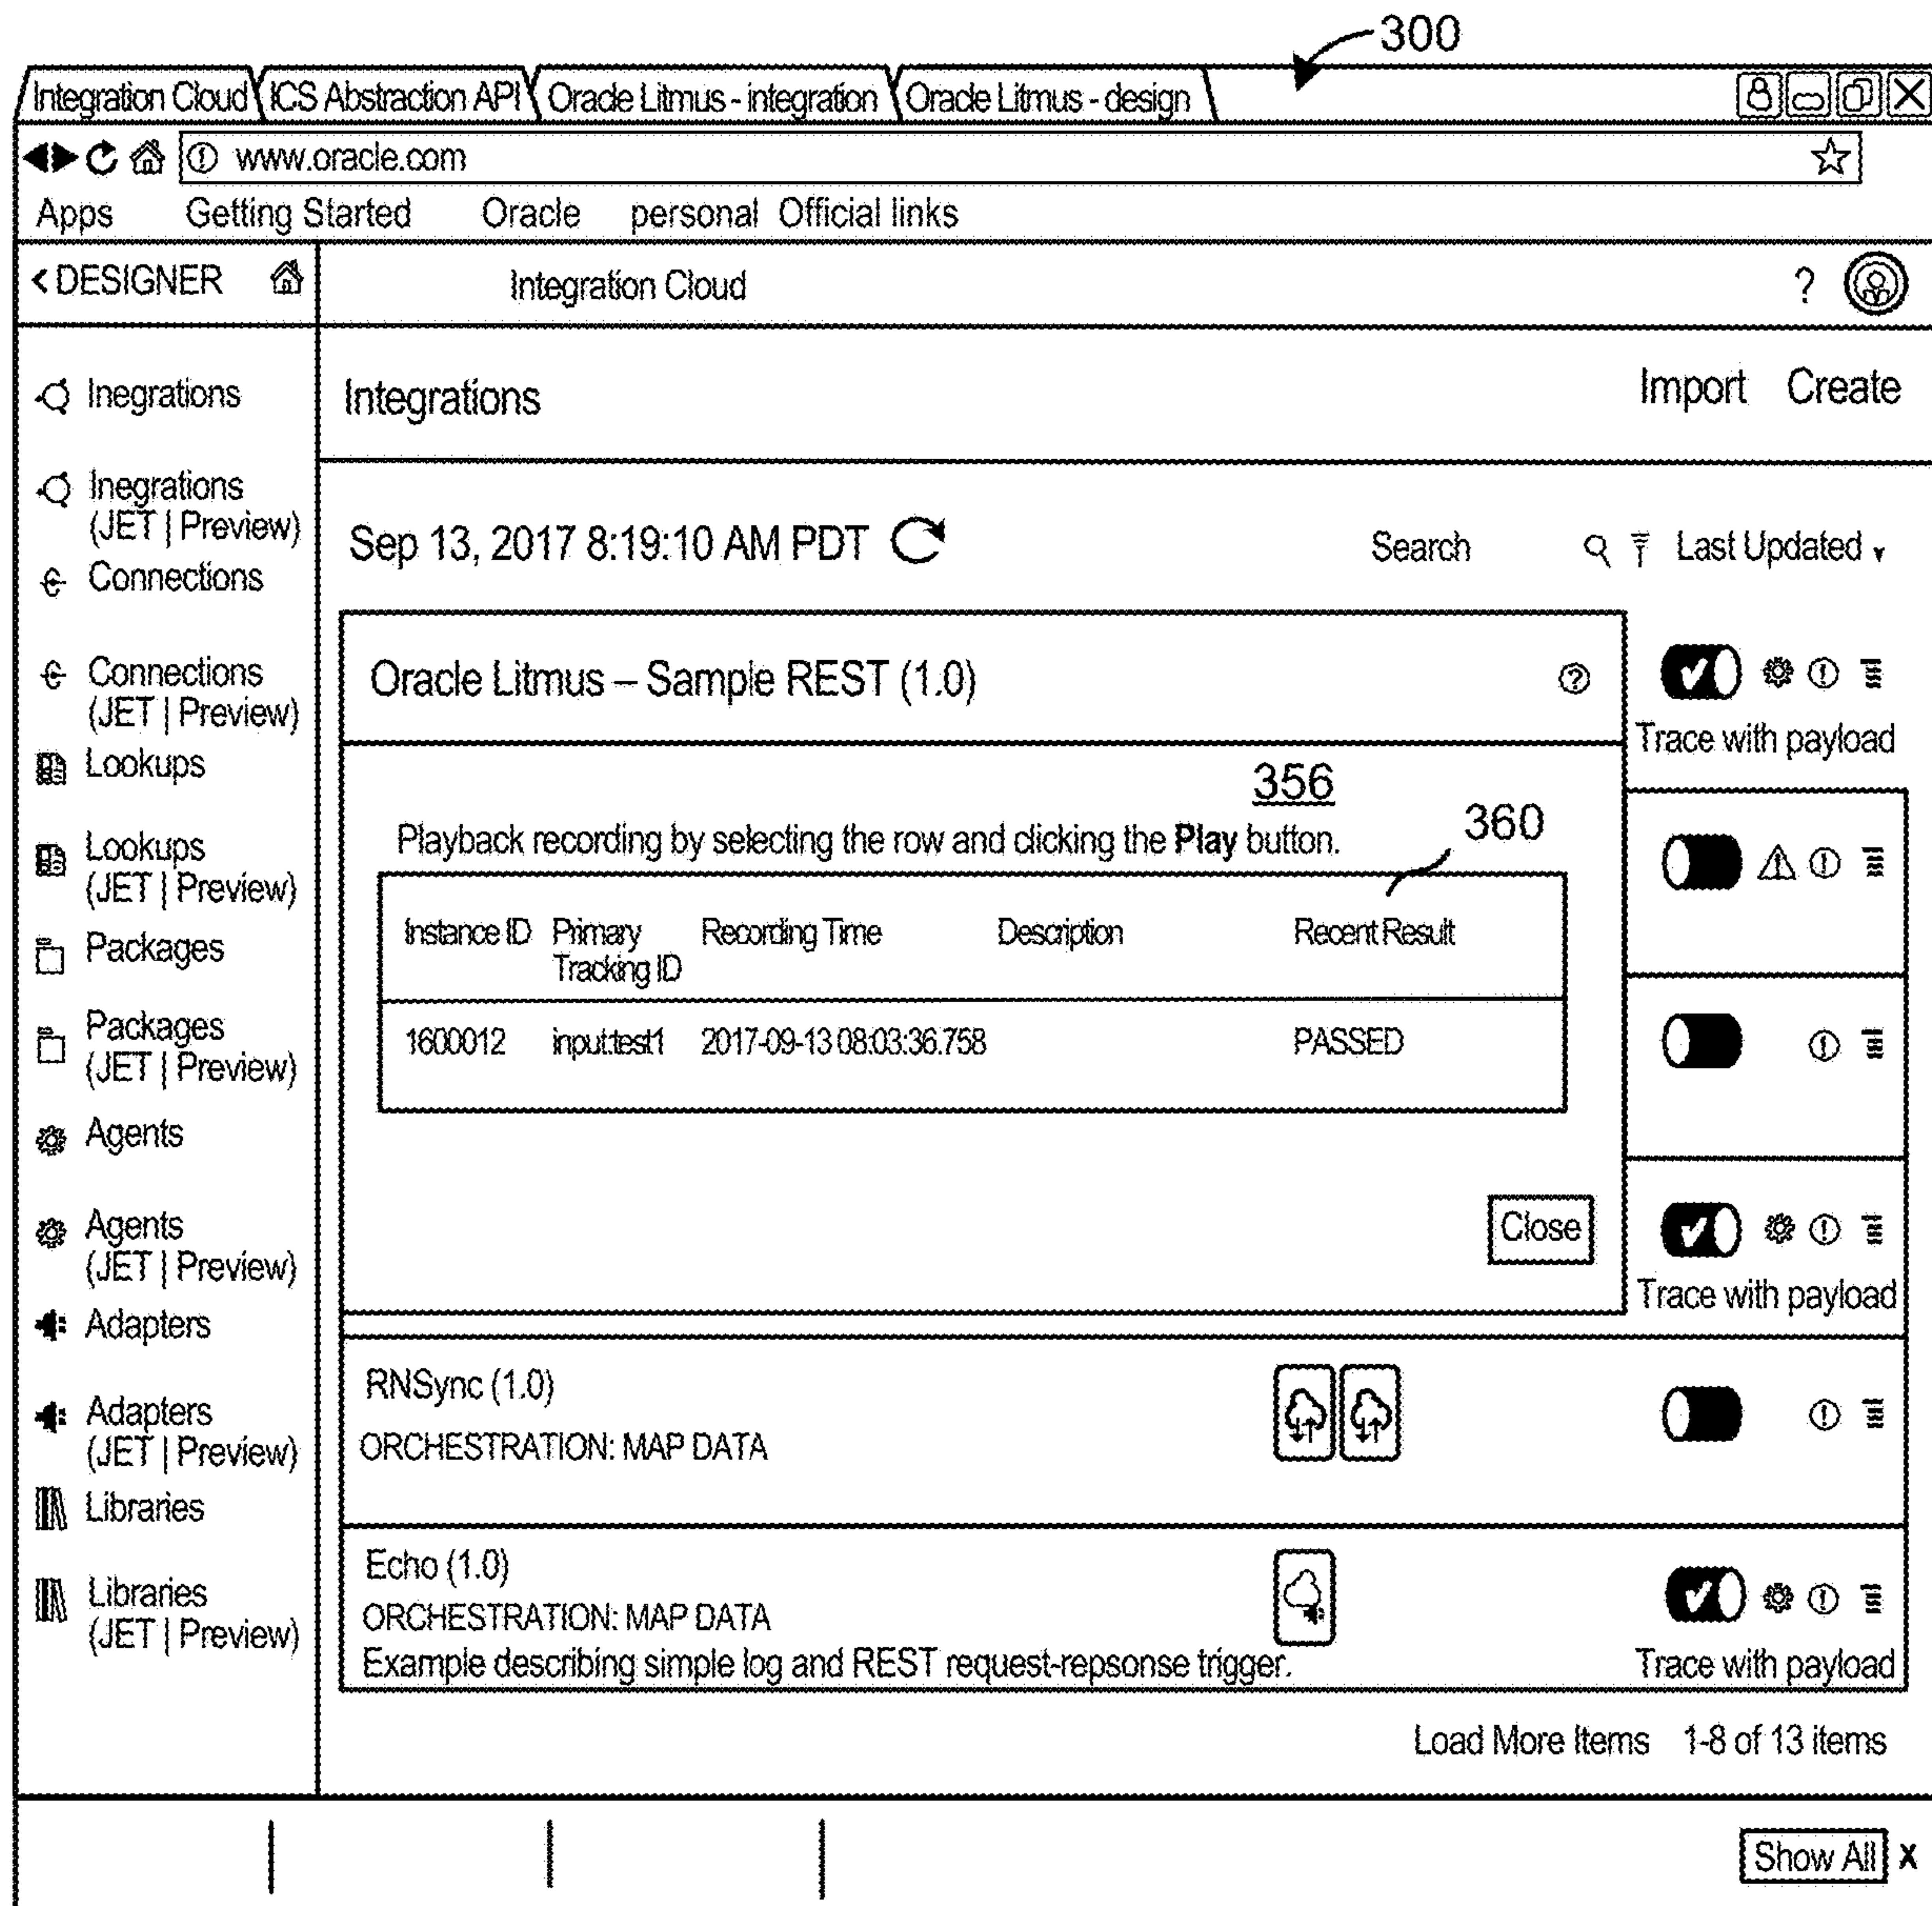 300
Integration Cloud ICS Abstraction API Oracle Litmus - integration Oracle Litmus - design
www.oracle.com
Apps Getting Started Oracle personal Official links
< DESIGNER Integration Cloud ?
Inegrations
Inegrations
(JET | Preview)
Connections
Connections
(JET | Preview)
Lookups
Lookups
(JET | Preview)
Packages
Packages
(JET | Preview)
Agents
Agents
(JET | Preview)
Adapters
Adapters
(JET | Preview)
Libraries
Libraries
(JET | Preview)
Integrations Import Create
Sep 13, 2017 8:19:10 AM PDT Search Last Updated
Oracle Litmus – Sample REST (1.0) ?
Trace with payload
356
360
Playback recording by selecting the row and clicking the Play button.
Instance ID Primary Tracking ID Recording Time Description Recent Result
1600012 input:test1 2017-09-13 08:03:36.758 PASSED
Close
Trace with payload
RNSync (1.0)
ORCHESTRATION: MAP DATA
Echo (1.0)
ORCHESTRATION: MAP DATA
Example describing simple log and REST request-repsonse trigger.
Trace with payload
Load More Items 1-8 of 13 items
Show All X